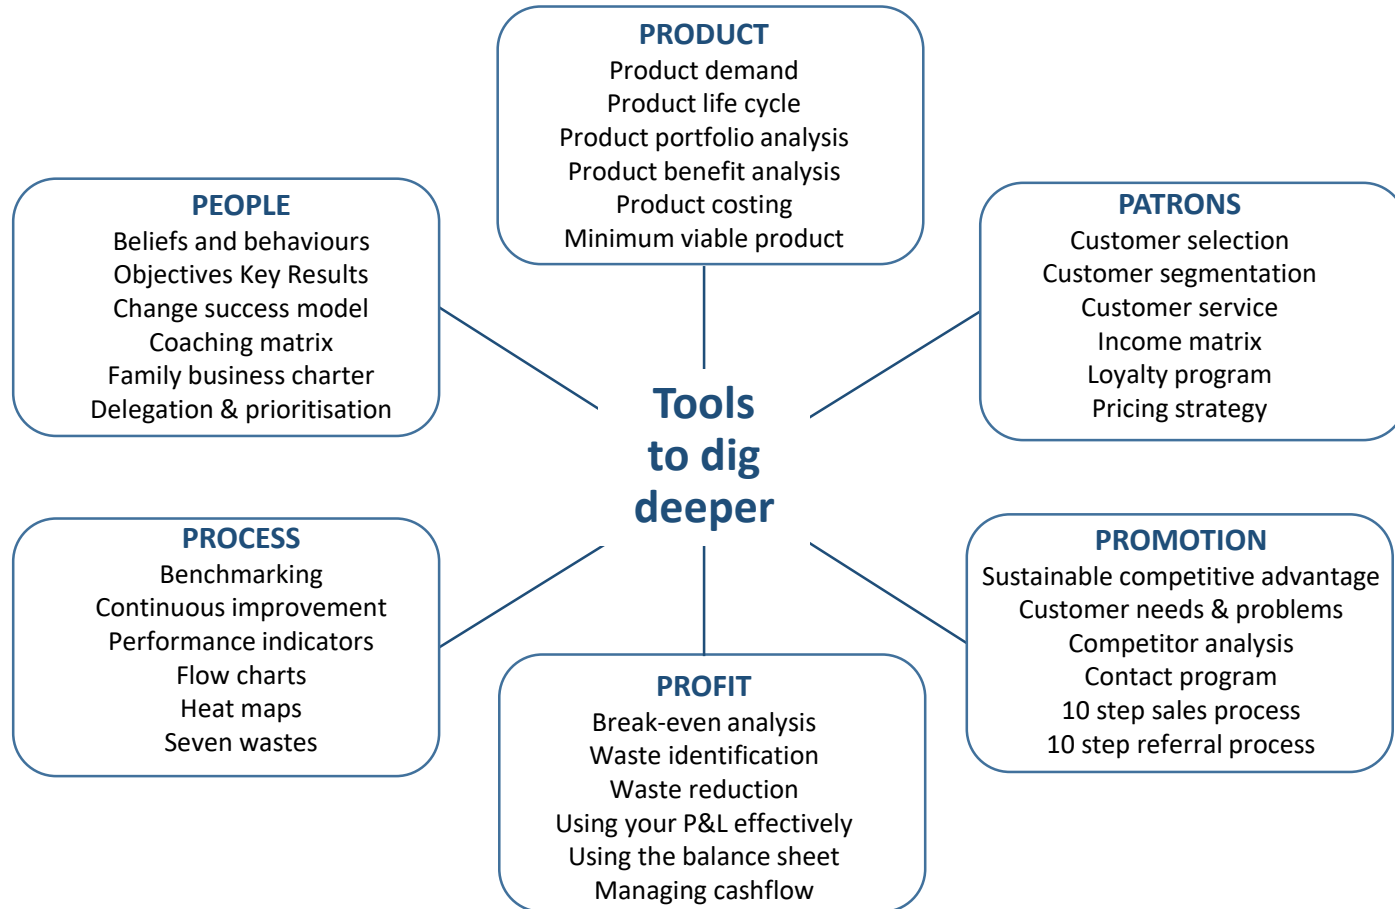 PRODUCT
Product demand
Product life cycle
Product portfolio analysis
Product benefit analysis
Product costing
Minimum viable product
PEOPLE
Beliefs and behaviours
Objectives Key Results
Change success model
Coaching matrix
Family business charter
Delegation & prioritisation
PATRONS
Customer selection
Customer segmentation
Customer service
Income matrix
Loyalty program
Pricing strategy
Tools
to dig
deeper
PROCESS
Benchmarking
Continuous improvement
Performance indicators
Flow charts
Heat maps
Seven wastes
PROMOTION
Sustainable competitive advantage
Customer needs & problems
Competitor analysis
Contact program
10 step sales process
10 step referral process
PROFIT
Break-even analysis
Waste identification
Waste reduction
Using your P&L effectively
Using the balance sheet
Managing cashflow